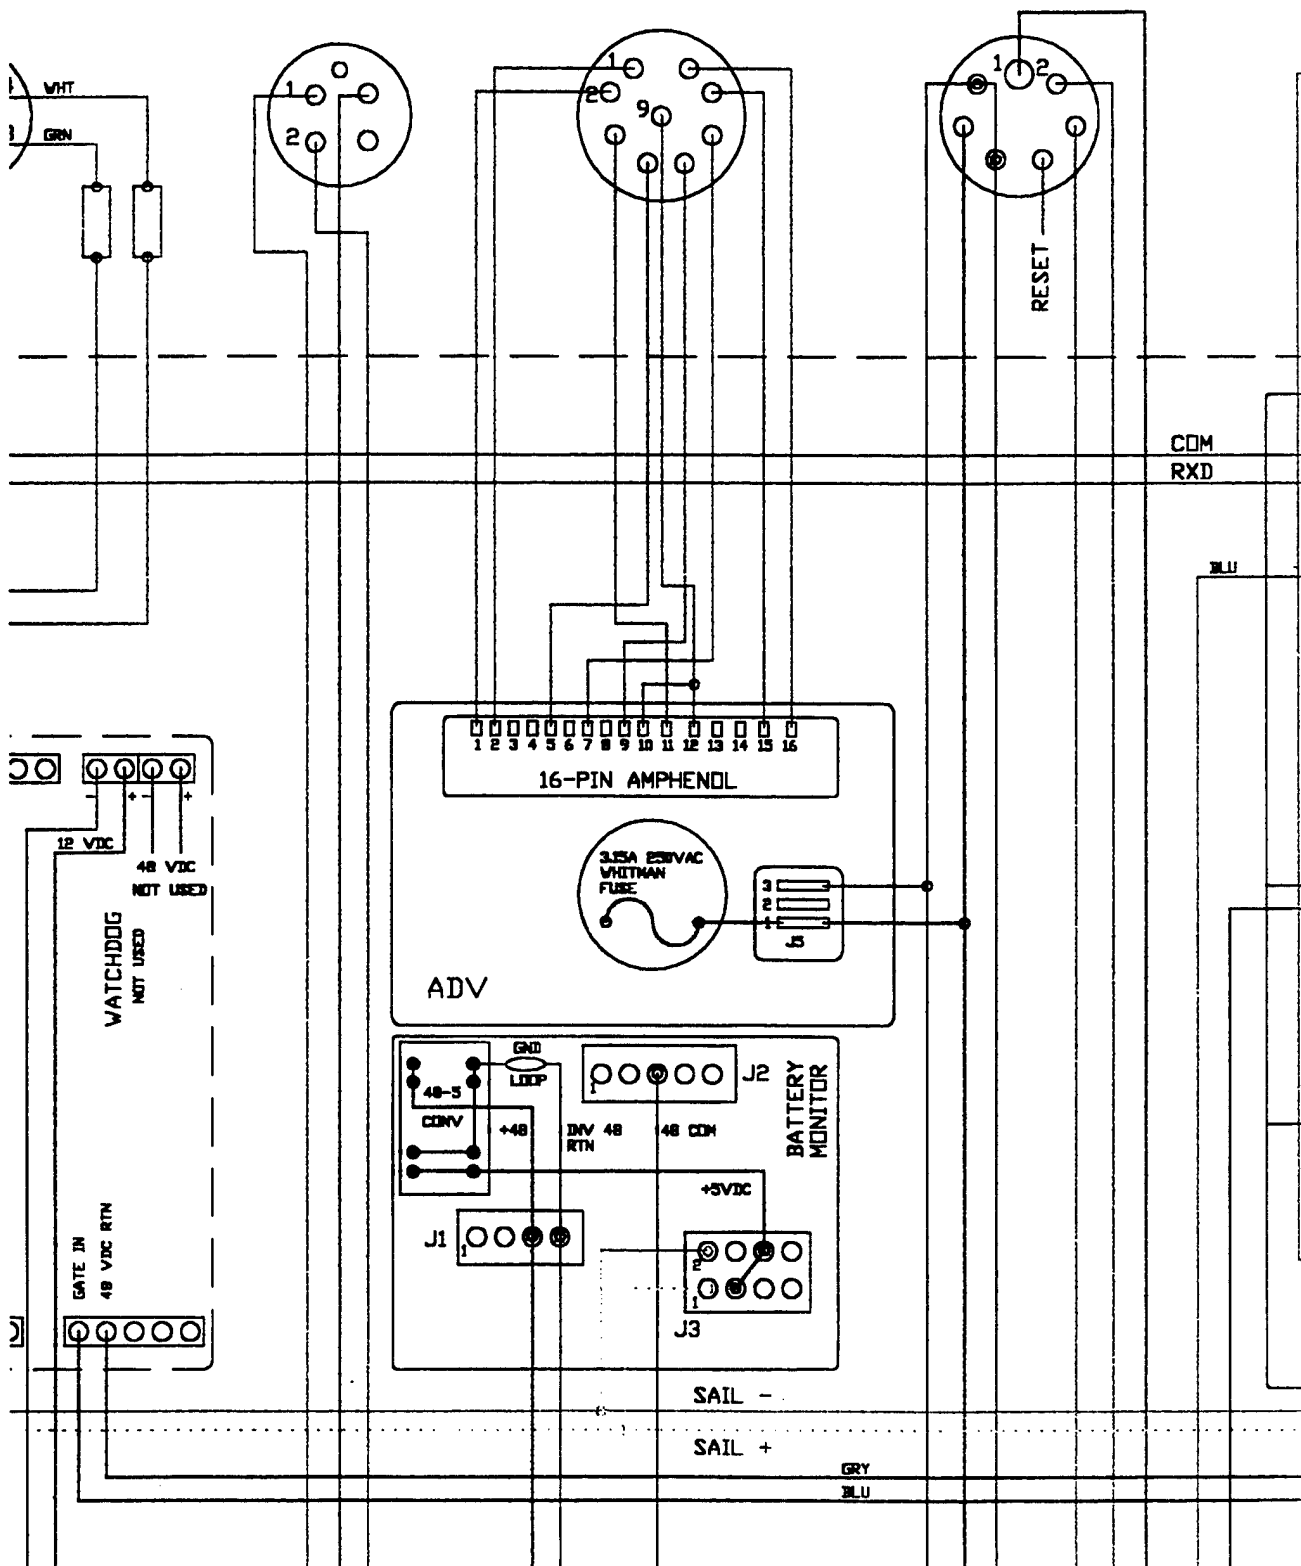 WHT
GRN
1
2
1
2
9
1
2
RESET
COM
RXD
BLU
1 2 3 4 5 6 7 8 9 10 11 12 13 14 15 16
16-PIN AMPHENOL
3.15A 250VAC
WHITMAN
FUSE
3
2
1
J5
ADV
- + - +
12 VDC
48 VDC
NOT USED
WATCHDOG
NOT USED
GATE IN
48 VDC RTN
GND
LOOP
48-5
CONV
+48
INV 48
RTN
48 COM
1
J2
BATTERY
MONITOR
+5VDC
J1
1
2
1
J3
SAIL -
SAIL +
GRY
BLU